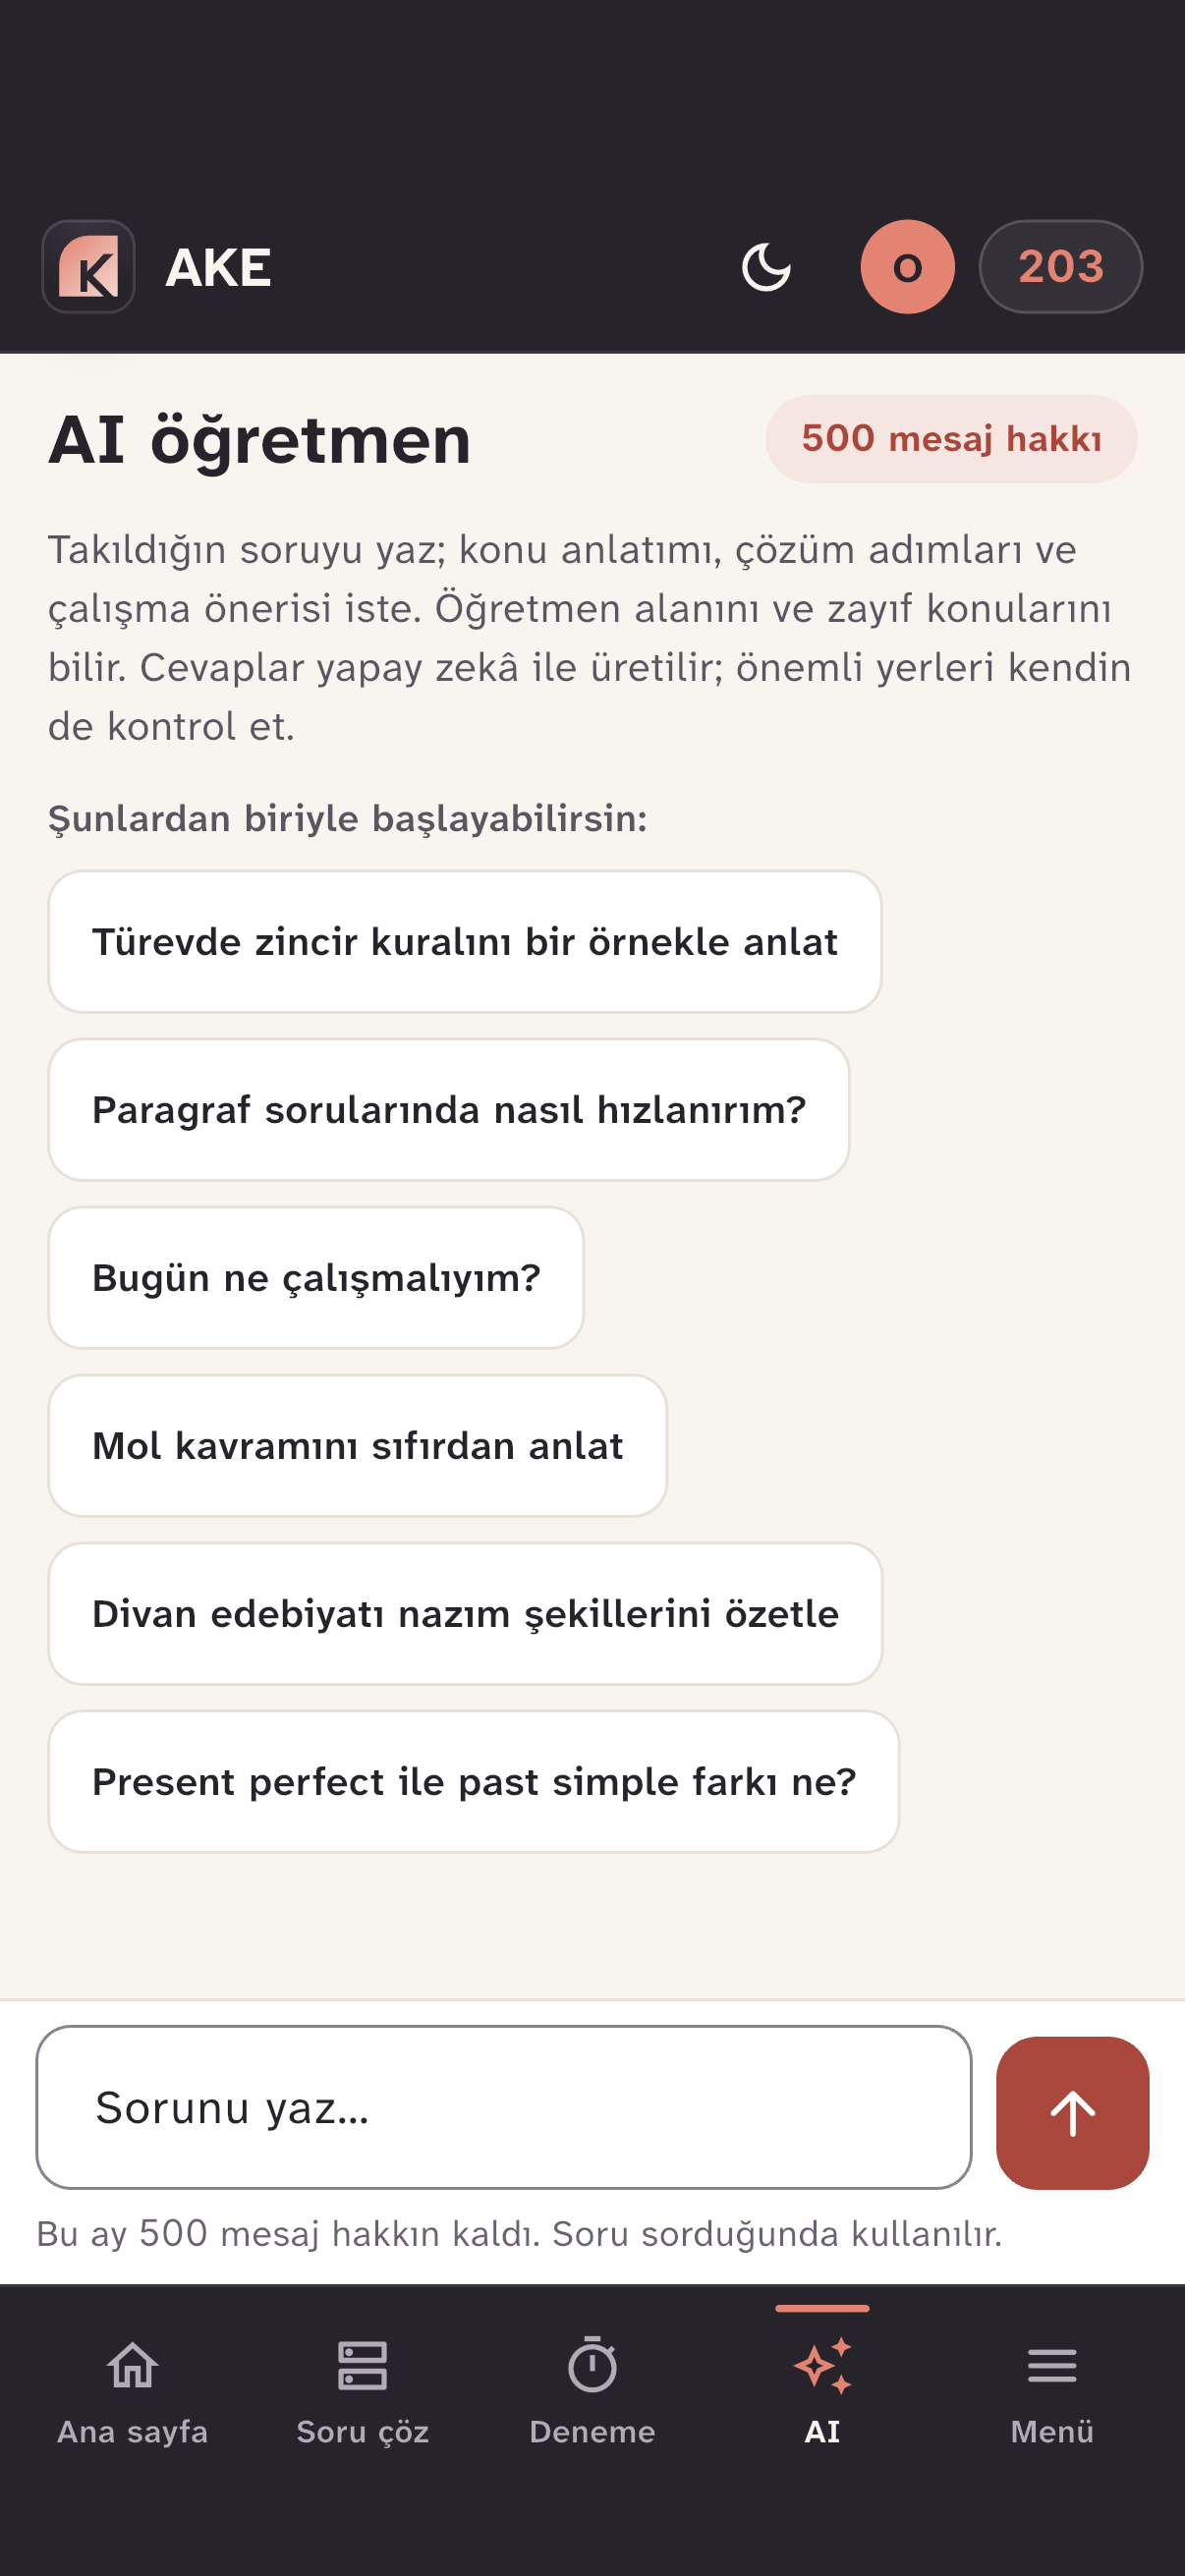 K
AKE
O
203
AI öğretmen
500 mesaj hakkı
Takıldığın soruyu yaz; konu anlatımı, çözüm adımları ve
çalışma önerisi iste. Öğretmen alanını ve zayıf konularını
bilir. Cevaplar yapay zekâ ile üretilir; önemli yerleri kendin
de kontrol et.
Şunlardan biriyle başlayabilirsin:
Türevde zincir kuralını bir örnekle anlat
Paragraf sorularında nasıl hızlanırım?
Bugün ne çalışmalıyım?
Mol kavramını sıfırdan anlat
Divan edebiyatı nazım şekillerini özetle
Present perfect ile past simple farkı ne?
Sorunu yaz...
Bu ay 500 mesaj hakkın kaldı. Soru sorduğunda kullanılır.
Ana sayfa
Soru çöz
Deneme
AI
Menü